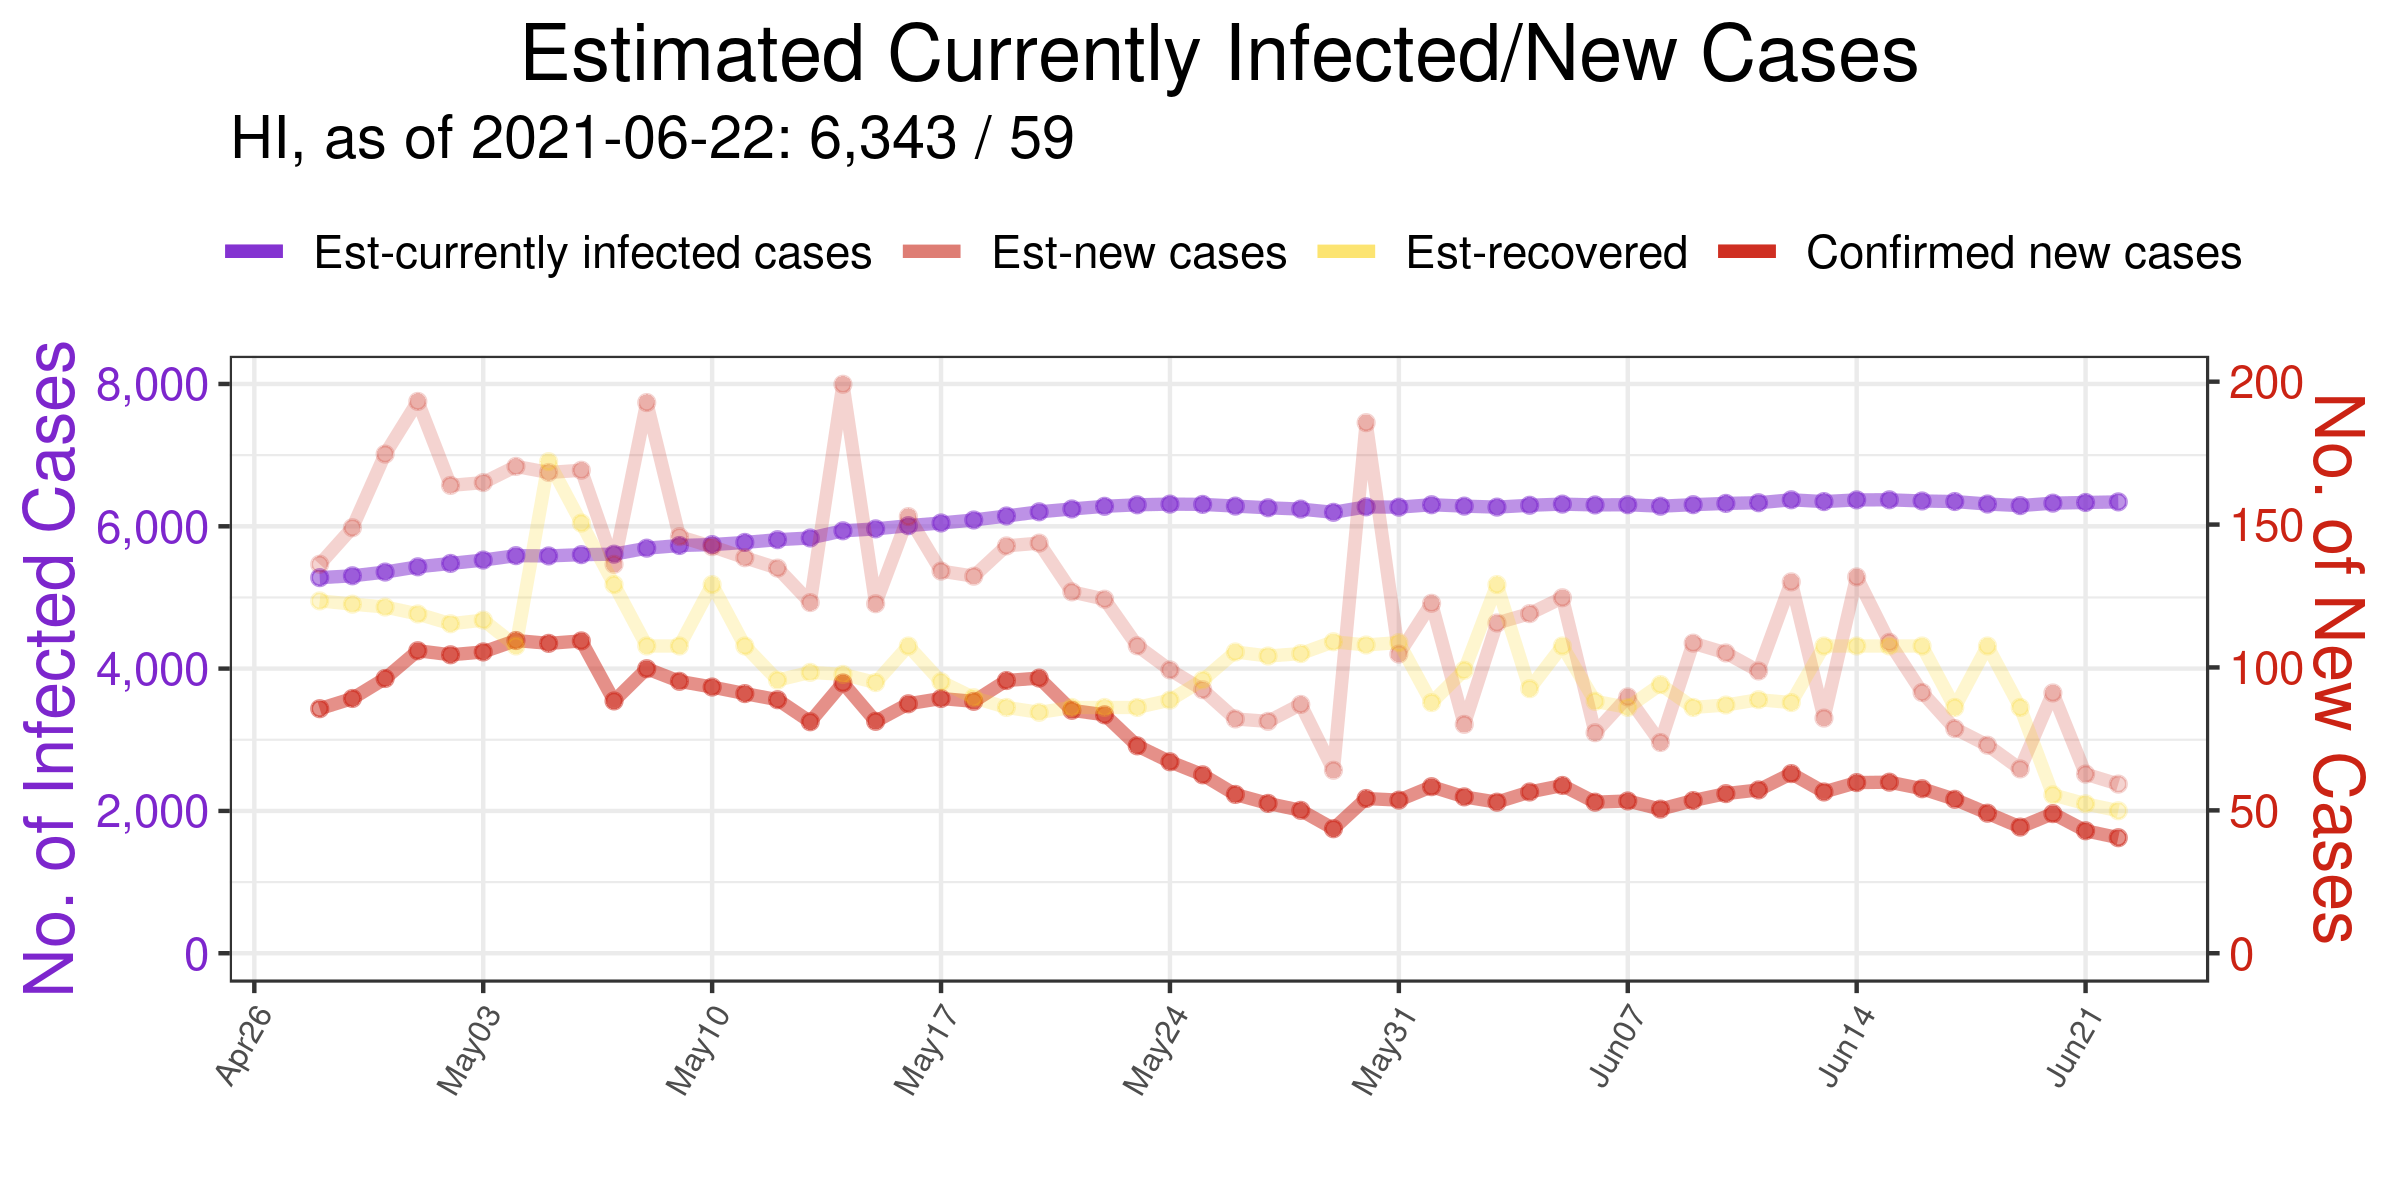 Estimated Currently Infected/New Cases
HI, as of 2021-06-22: 6,343 / 59
Est-currently infected cases Est-new cases Est-recovered Confirmed new cases
No. of Infected Cases
8,000
6,000
4,000
2,000
0
200
150
100
50
0
No. of New Cases
Apr26 May03 May10 May17 May24 May31 Jun07 Jun14 Jun21